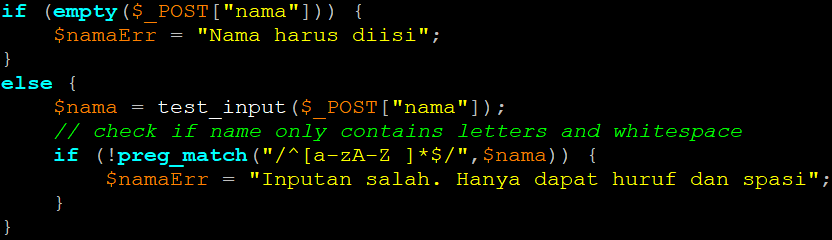 if (empty($_POST["nama"])) {
    $namaErr = "Nama harus diisi";
}
else {
    $nama = test_input($_POST["nama"]);
    // check if name only contains letters and whitespace
    if (!preg_match("/^[a-zA-Z ]*$/",$nama)) {
        $namaErr = "Inputan salah. Hanya dapat huruf dan spasi";
    }
}